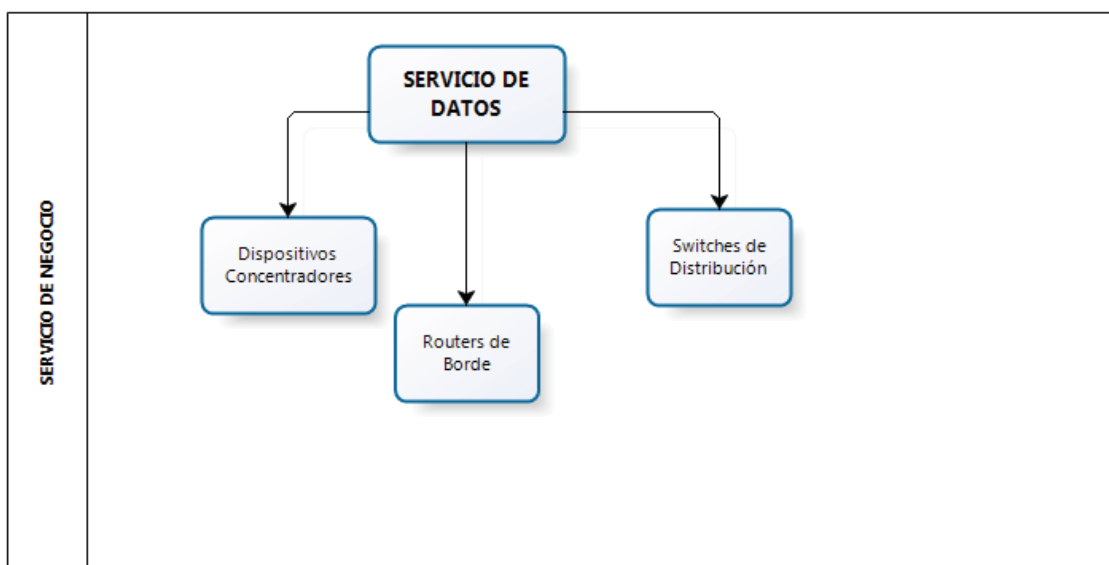 SERVICIO DE NEGOCIO
SERVICIO DE
DATOS
Dispositivos
Concentradores
Routers de
Borde
Switches de
Distribución